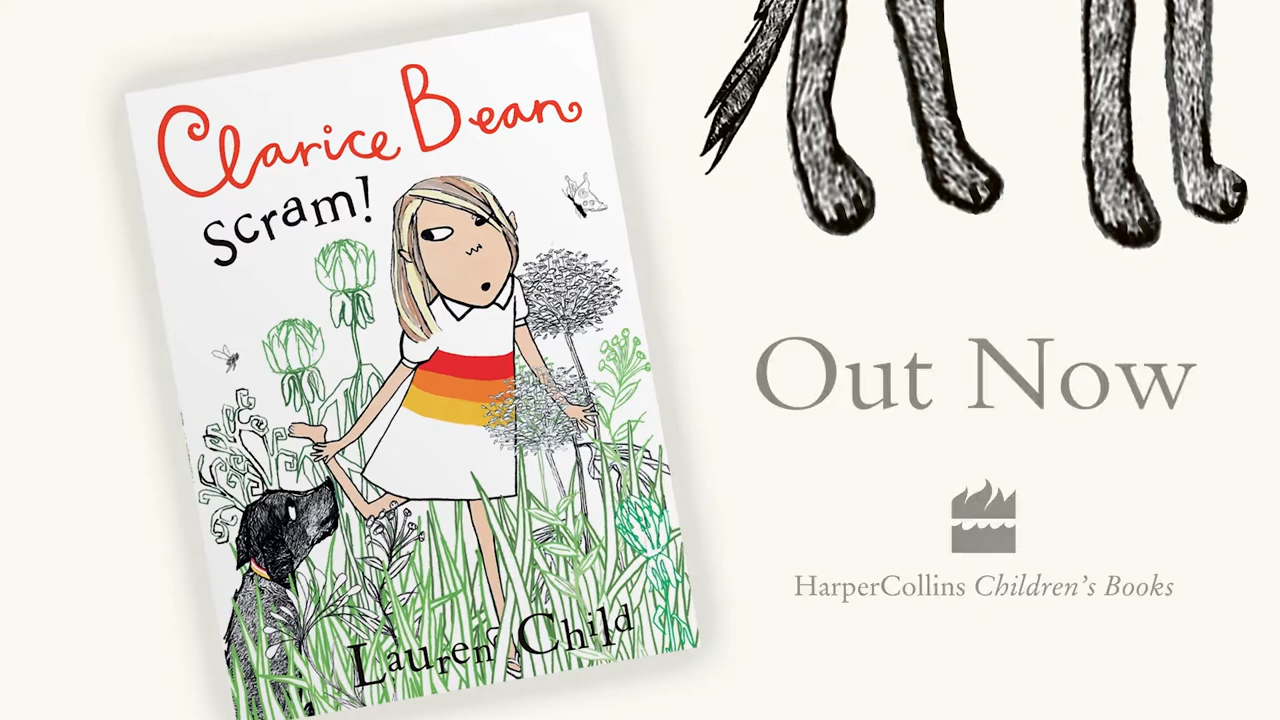 Clarice Bean
Scram!
Lauren Child
Out Now
HarperCollins Children's Books